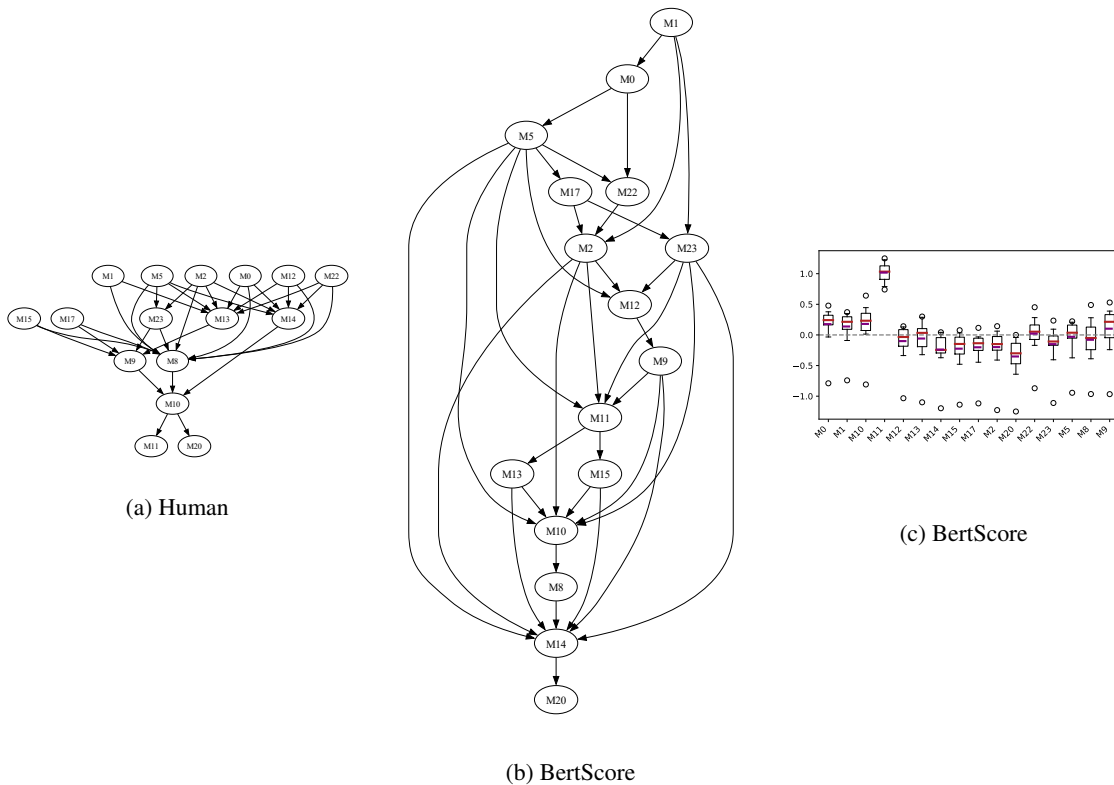 M1
M5
M2
M0
M12
M22
M15
M17
M23
M13
M14
M9
M8
M10
M11
M20
(a) Human
M1
M0
M5
M17
M22
M2
M23
M12
M9
M11
M13
M15
M10
M8
M14
M20
(b) BertScore
1.0
0.5
0.0
−0.5
−1.0
M0 M1 M10 M11 M12 M13 M14 M15 M17 M2 M20 M22 M23 M5 M8 M9
(c) BertScore